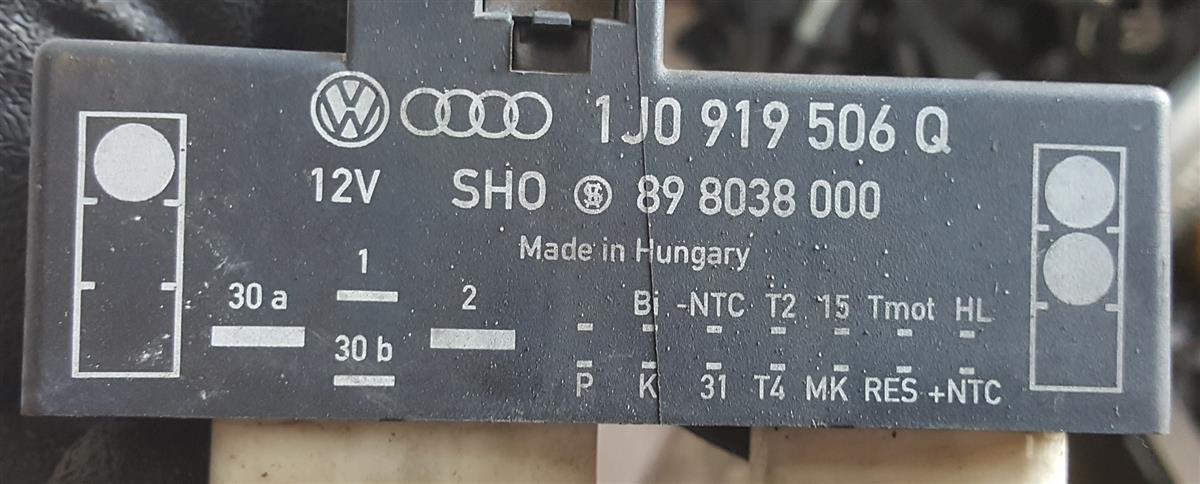 1J0 919 506 Q
12V SHO 89 8038 000
Made in Hungary
1
30 a 2
30 b
Bi -NTC T2 15 Tmot HL
P K 31 T4 MK RES +NTC